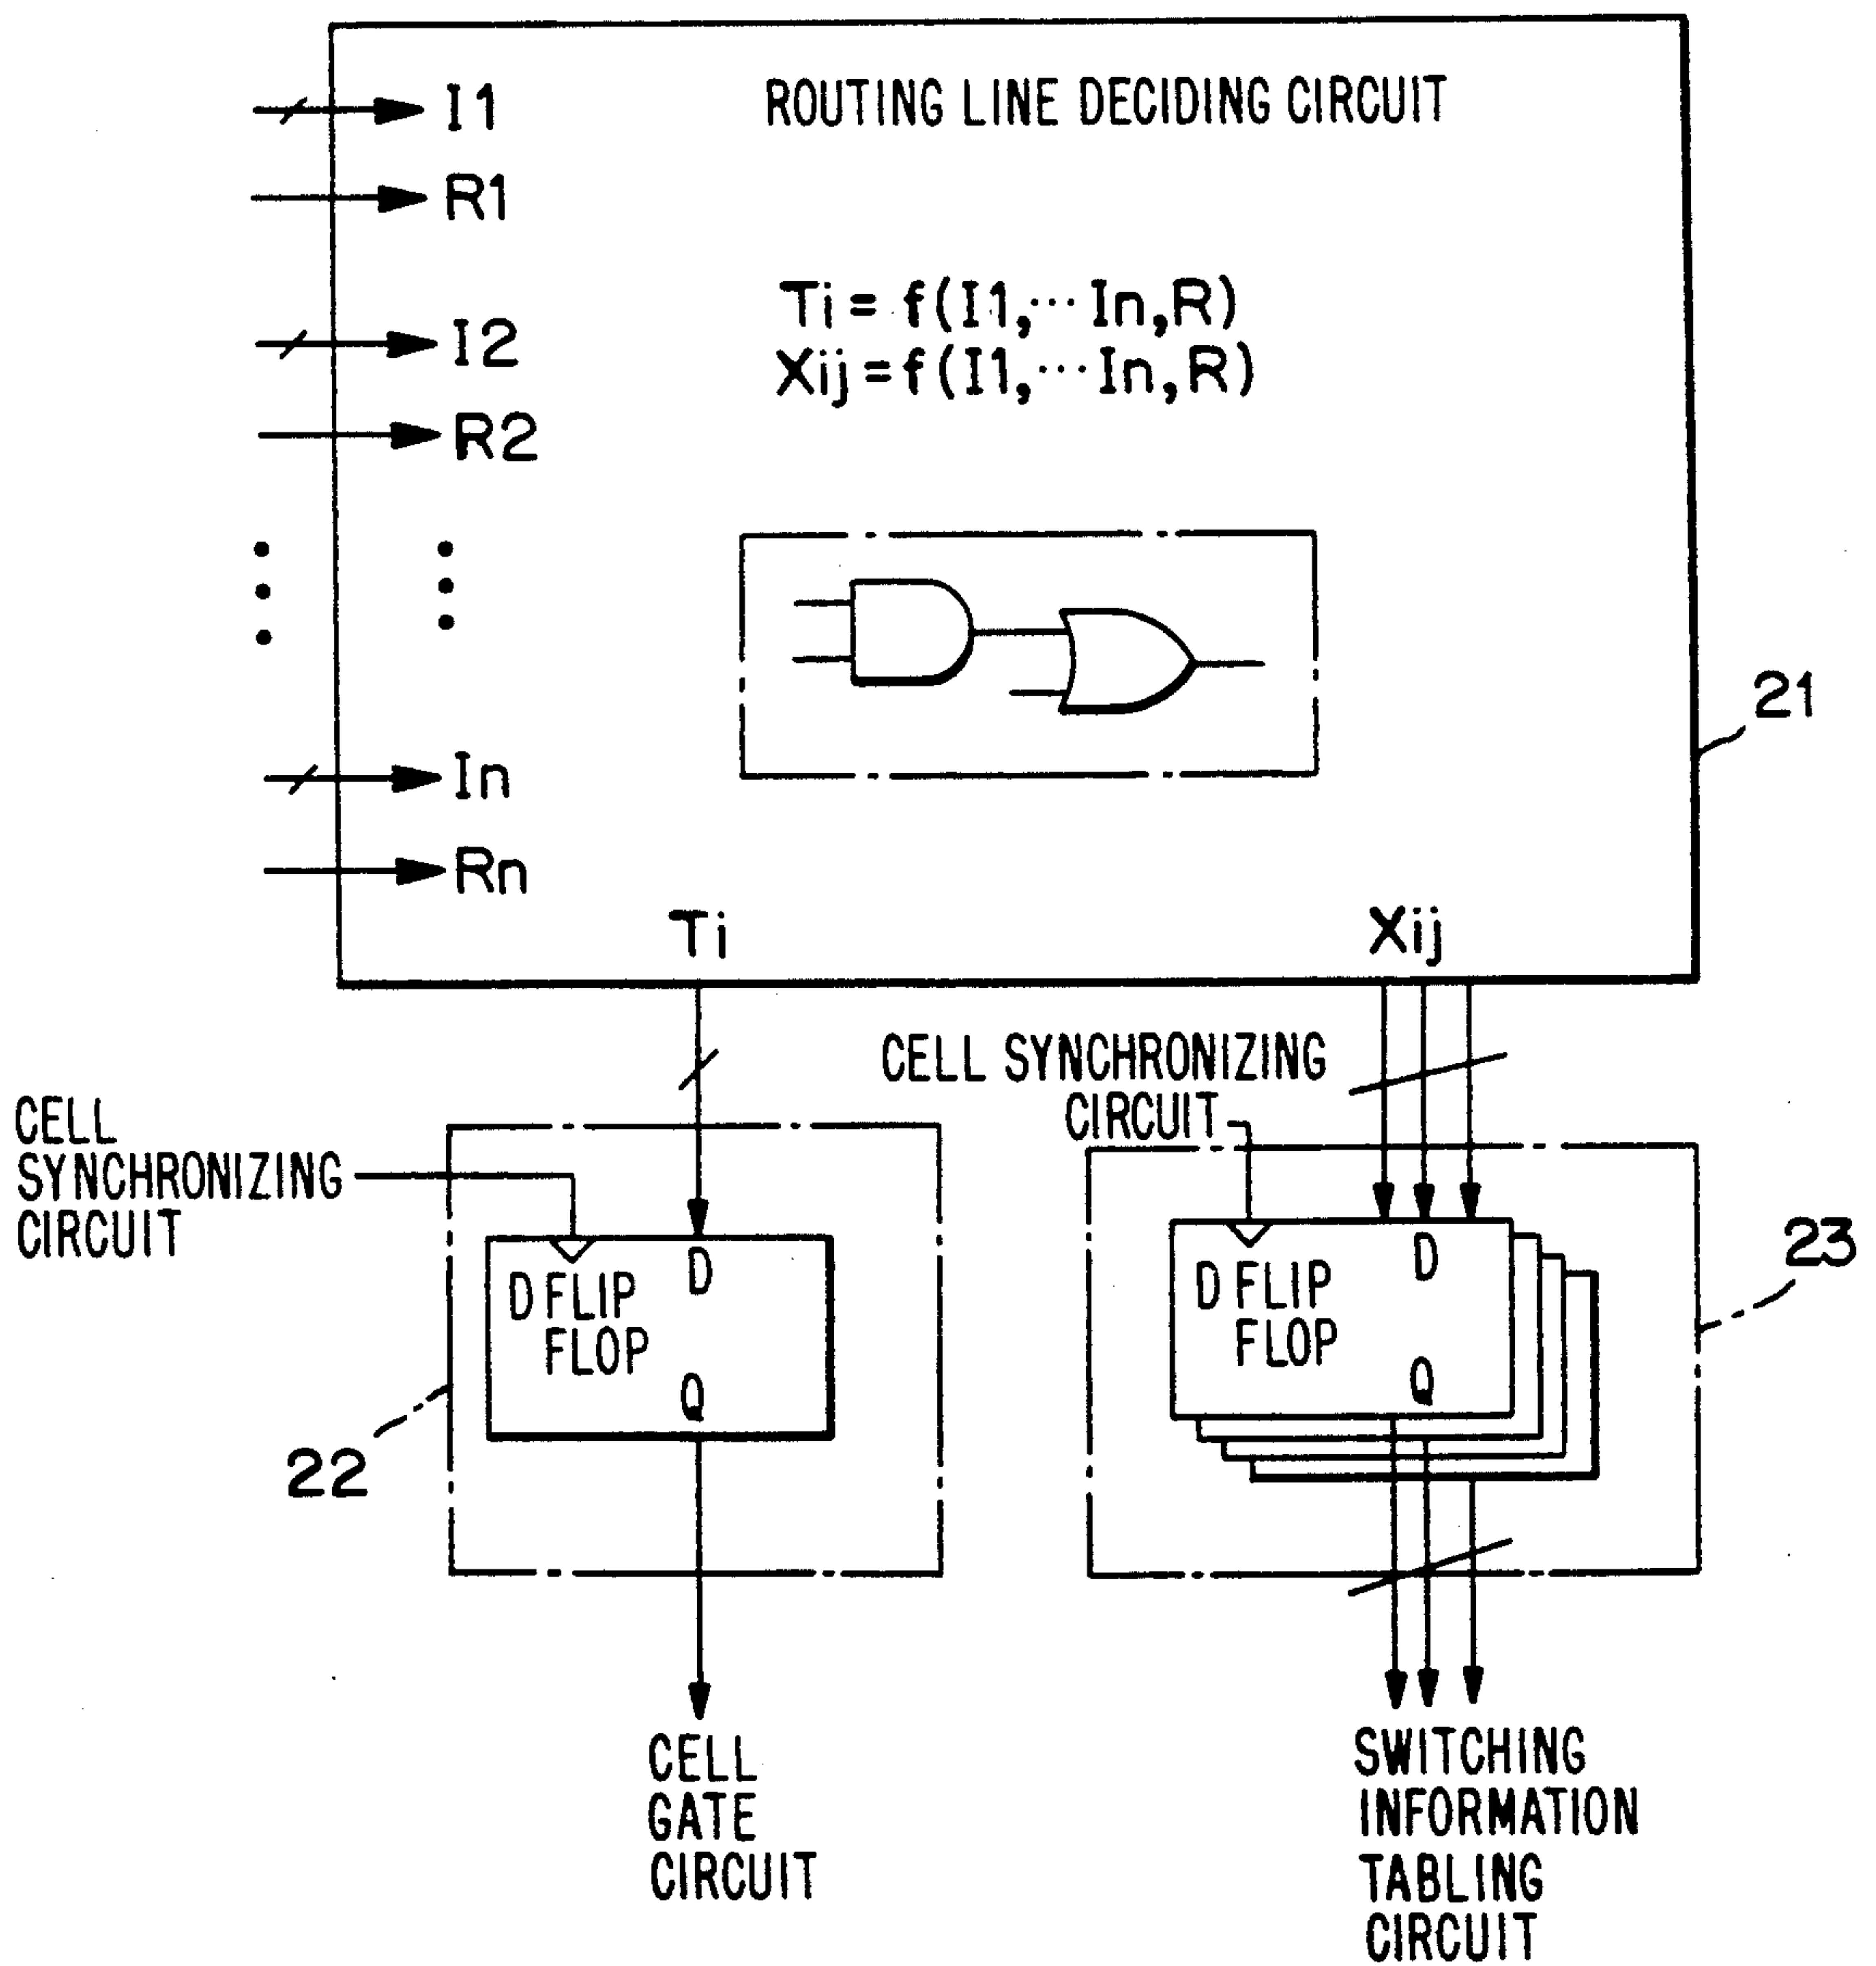 ROUTING LINE DECIDING CIRCUIT
I1
R1
Ti = f(I1,··· In,R)
Xij = f(I1,··· In,R)
I2
R2
21
In
Rn
Ti
Xij
CELL SYNCHRONIZING
CIRCUIT
CELL
SYNCHRONIZING
CIRCUIT
D
D FLIP
FLOP
Q
22
D
D FLIP
FLOP
Q
23
CELL
GATE
CIRCUIT
SWITCHING
INFORMATION
TABLING
CIRCUIT